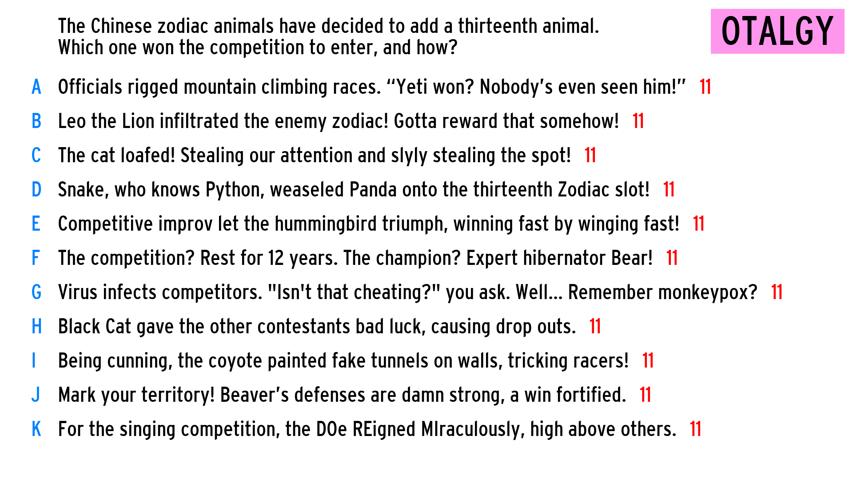 The Chinese zodiac animals have decided to add a thirteenth animal.
Which one won the competition to enter, and how?
OTALGY
A Officials rigged mountain climbing races. “Yeti won? Nobody’s even seen him!” 11
B Leo the Lion infiltrated the enemy zodiac! Gotta reward that somehow! 11
C The cat loafed! Stealing our attention and slyly stealing the spot! 11
D Snake, who knows Python, weaseled Panda onto the thirteenth Zodiac slot! 11
E Competitive improv let the hummingbird triumph, winning fast by winging fast! 11
F The competition? Rest for 12 years. The champion? Expert hibernator Bear! 11
G Virus infects competitors. "Isn't that cheating?" you ask. Well... Remember monkeypox? 11
H Black Cat gave the other contestants bad luck, causing drop outs. 11
I Being cunning, the coyote painted fake tunnels on walls, tricking racers! 11
J Mark your territory! Beaver’s defenses are damn strong, a win fortified. 11
K For the singing competition, the DOe REigned MIraculously, high above others. 11